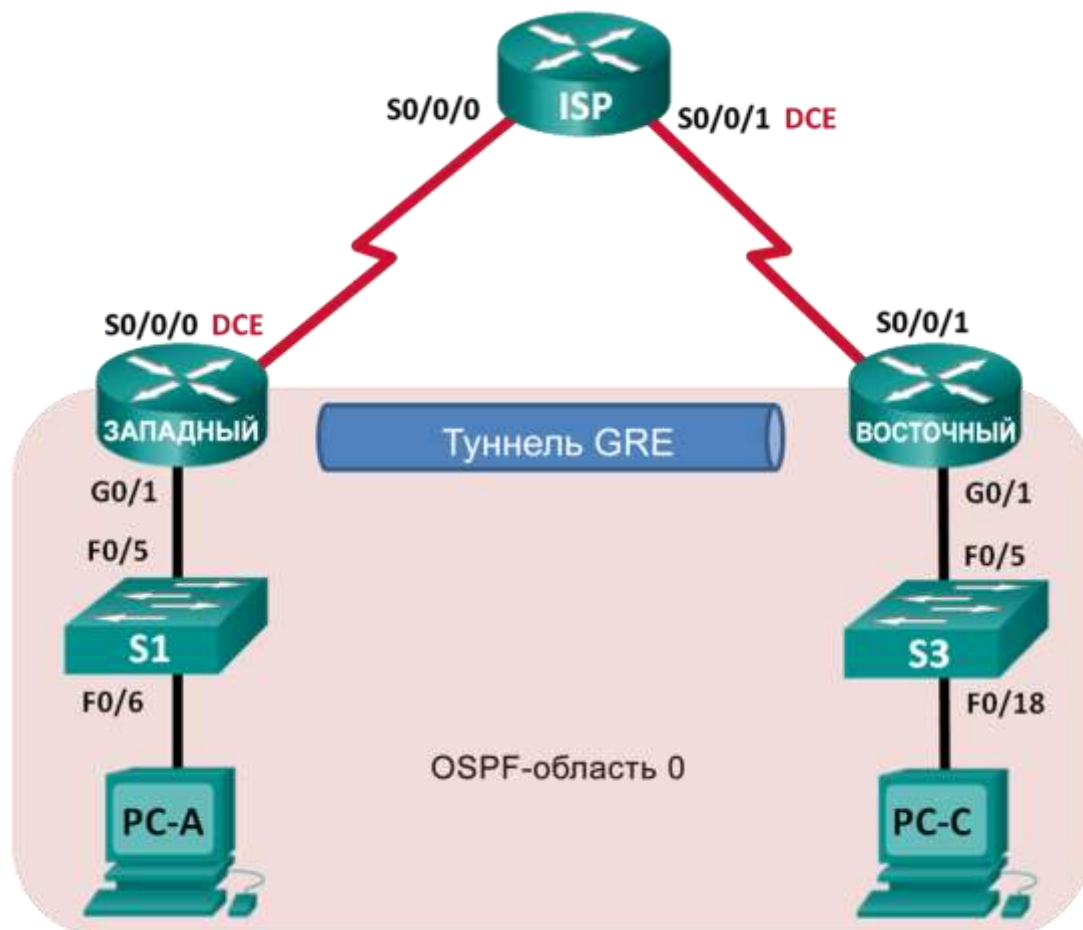 ISP
S0/0/0
S0/0/1 DCE
S0/0/0 DCE
S0/0/1
ЗАПАДНЫЙ
Туннель GRE
ВОСТОЧНЫЙ
G0/1
G0/1
F0/5
F0/5
S1
S3
F0/6
F0/18
OSPF-область 0
PC-A
PC-C